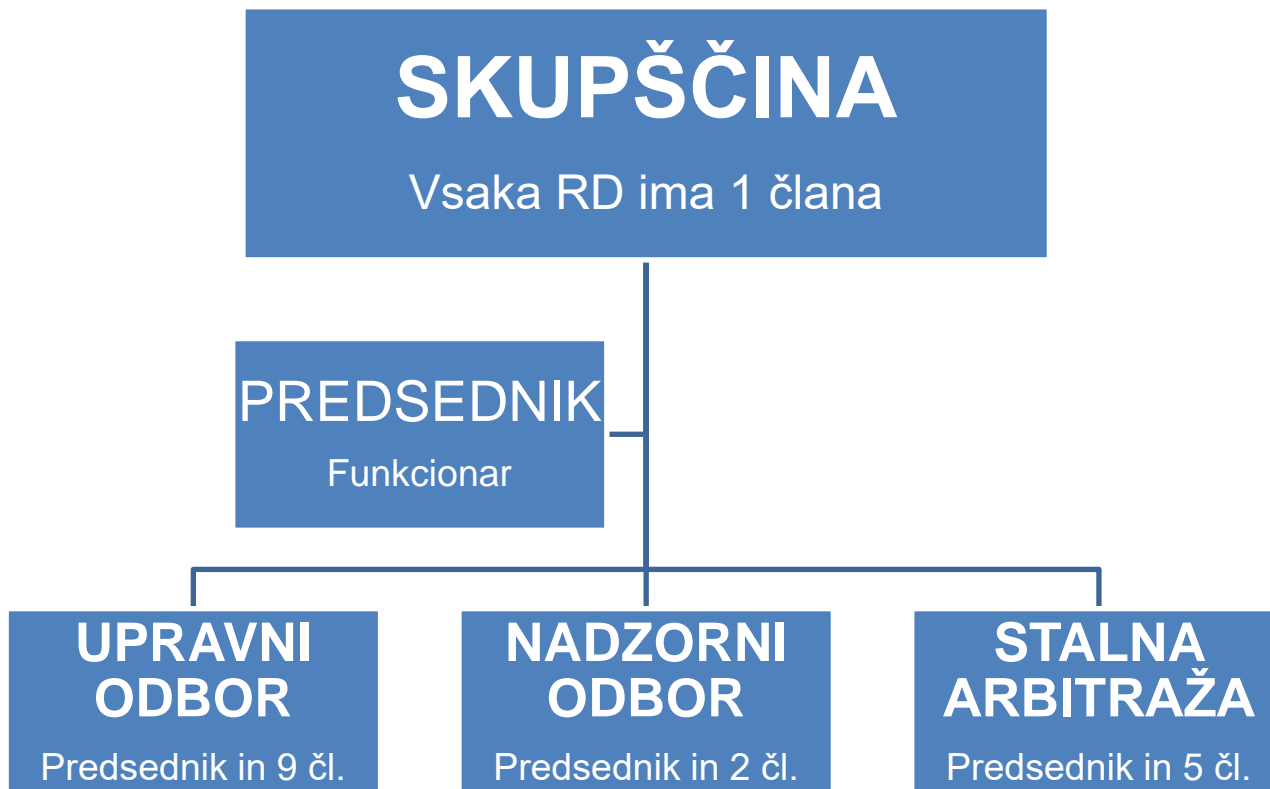 SKUPŠČINA
Vsaka RD ima 1 člana
PREDSEDNIK
Funkcionar
UPRAVNI
ODBOR
Predsednik in 9 čl.
NADZORNI
ODBOR
Predsednik in 2 čl.
STALNA
ARBITRAŽA
Predsednik in 5 čl.